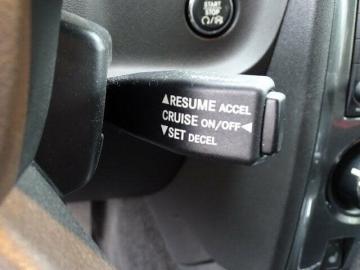 START
STOP
▲RESUME ACCEL
CRUISE ON/OFF◄
▼SET DECEL